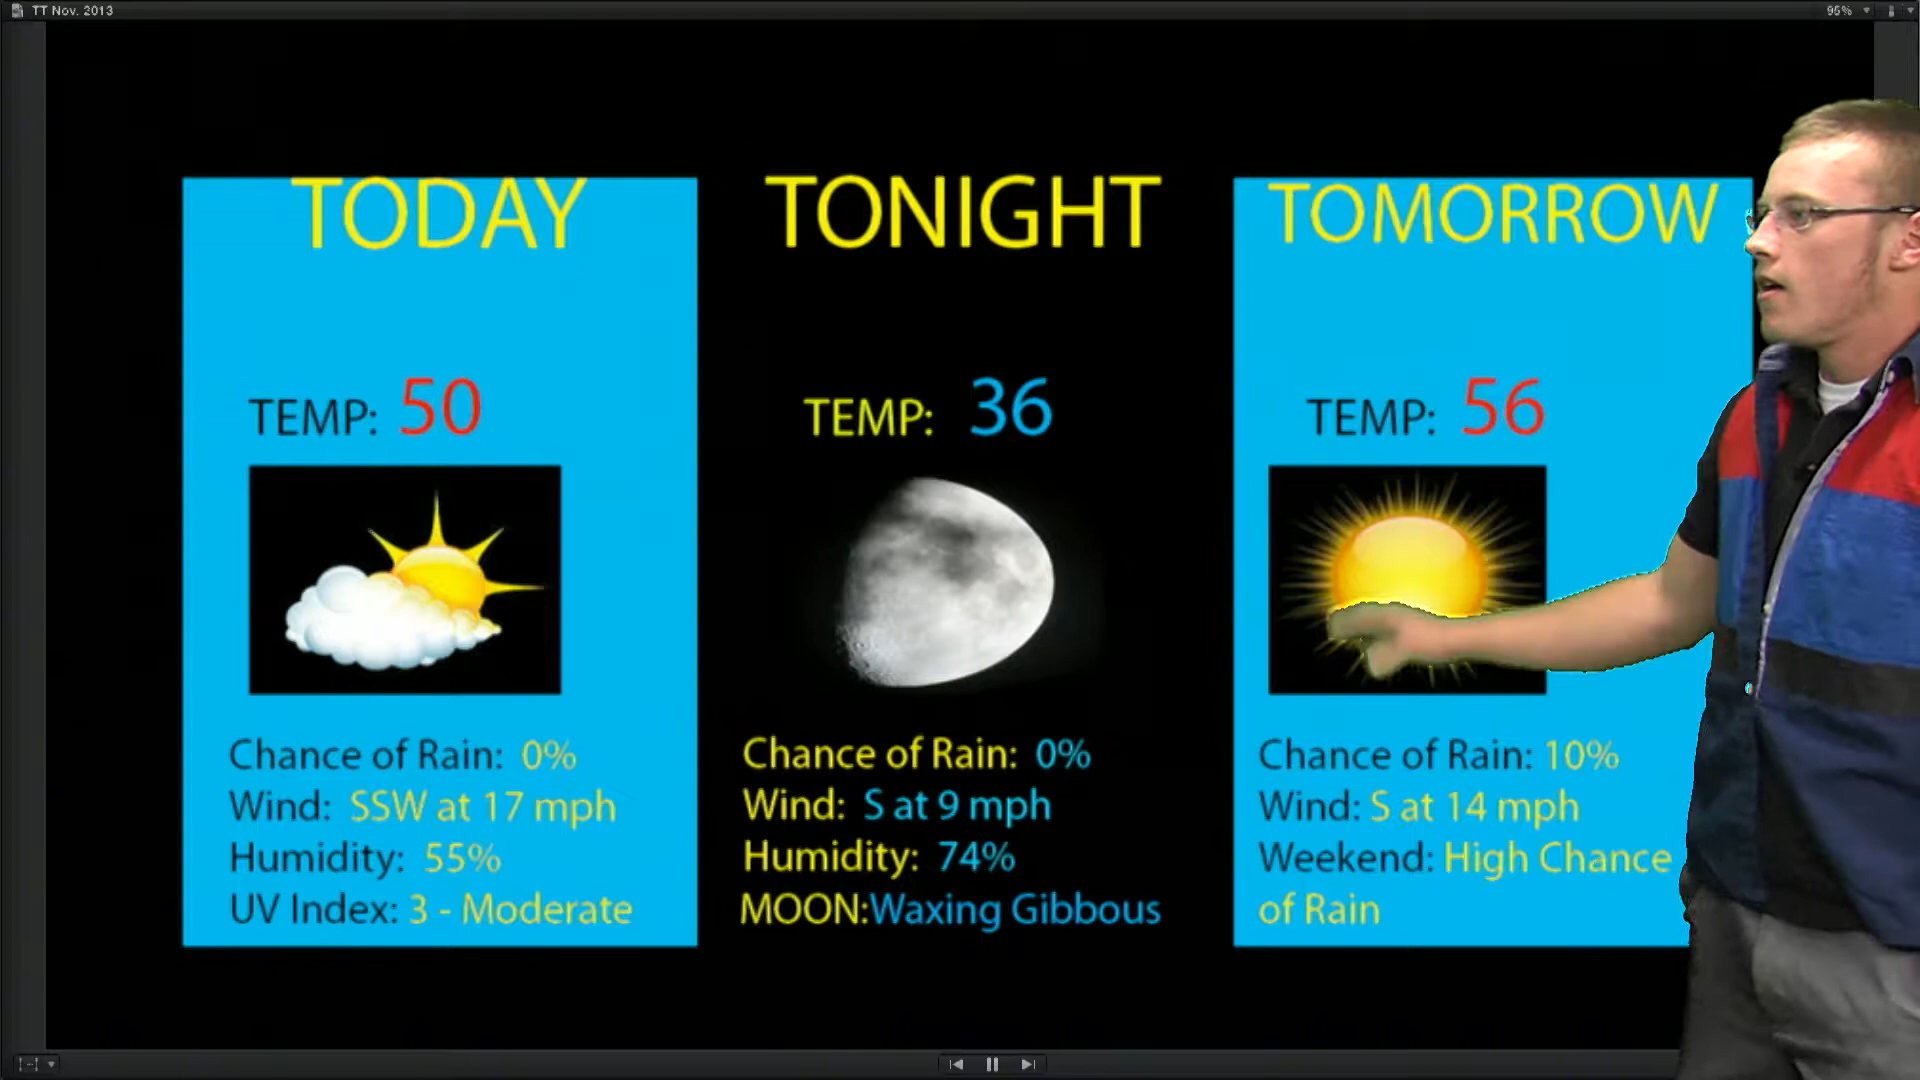 TT Nov. 2013
95%
TODAY
TEMP: 50
Chance of Rain: 0%
Wind: SSW at 17 mph
Humidity: 55%
UV Index: 3 - Moderate
TONIGHT
TEMP: 36
Chance of Rain: 0%
Wind: S at 9 mph
Humidity: 74%
MOON:Waxing Gibbous
TOMORROW
TEMP: 56
Chance of Rain: 10%
Wind: S at 14 mph
Weekend: High Chance
of Rain